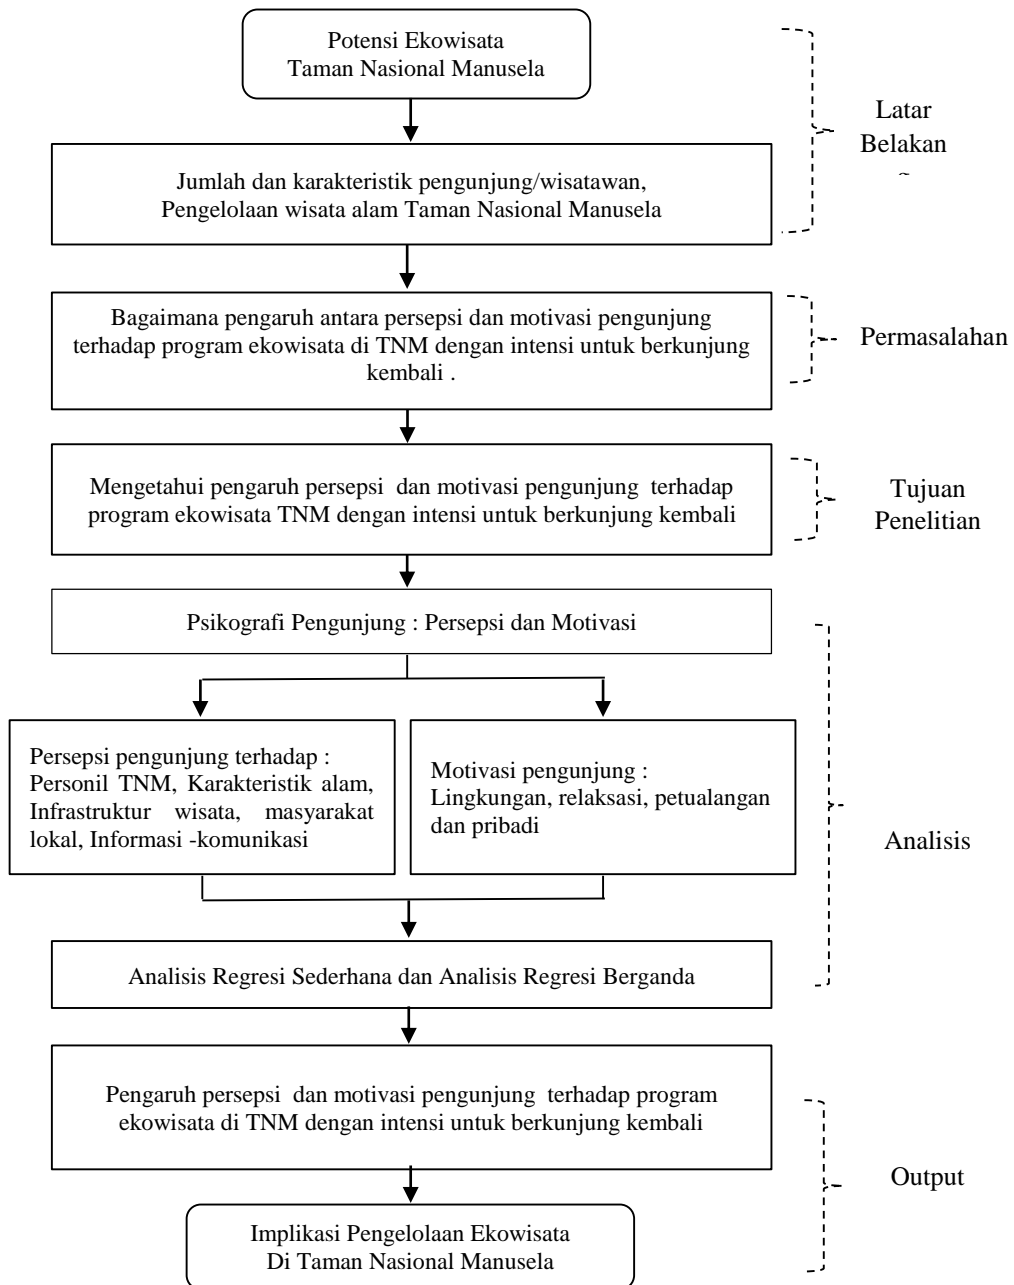 Potensi Ekowisata
Taman Nasional Manusela
Latar
Belakan
Jumlah dan karakteristik pengunjung/wisatawan,
Pengelolaan wisata alam Taman Nasional Manusela
Bagaimana pengaruh antara persepsi dan motivasi pengunjung
terhadap program ekowisata di TNM dengan intensi untuk berkunjung
kembali .
Permasalahan
Mengetahui pengaruh persepsi dan motivasi pengunjung terhadap
program ekowisata TNM dengan intensi untuk berkunjung kembali
Tujuan
Penelitian
Psikografi Pengunjung : Persepsi dan Motivasi
Persepsi pengunjung terhadap :
Personil TNM, Karakteristik alam,
Infrastruktur wisata, masyarakat
lokal, Informasi -komunikasi
Motivasi pengunjung :
Lingkungan, relaksasi, petualangan
dan pribadi
Analisis
Analisis Regresi Sederhana dan Analisis Regresi Berganda
Pengaruh persepsi dan motivasi pengunjung terhadap program
ekowisata di TNM dengan intensi untuk berkunjung kembali
Output
Implikasi Pengelolaan Ekowisata
Di Taman Nasional Manusela